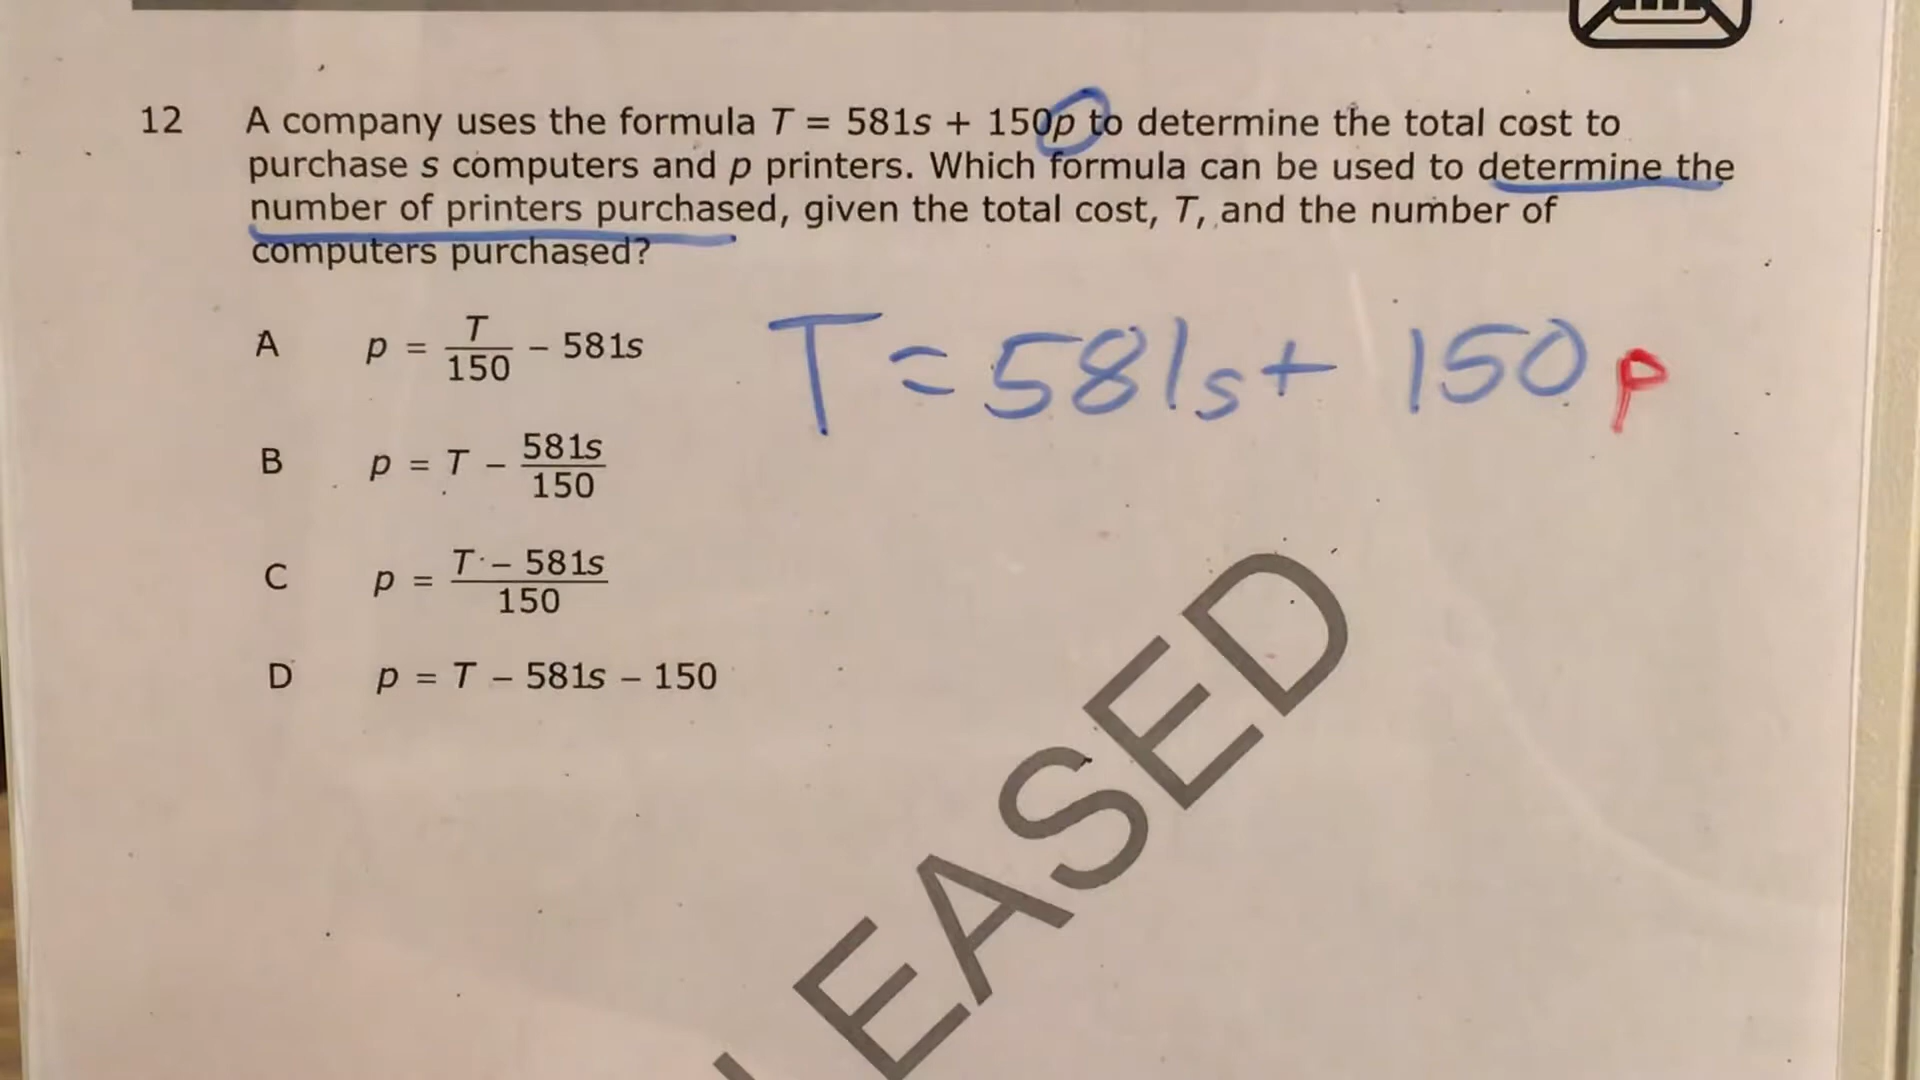 12 A company uses the formula T = 581s + 150p to determine the total cost to
purchase s computers and p printers. Which formula can be used to determine the
number of printers purchased, given the total cost, T, and the number of
computers purchased?
A p = T/150 – 581s
T = 581s + 150p
B p = T – 581s/150
C p = (T – 581s)/150
D p = T – 581s – 150
EASED